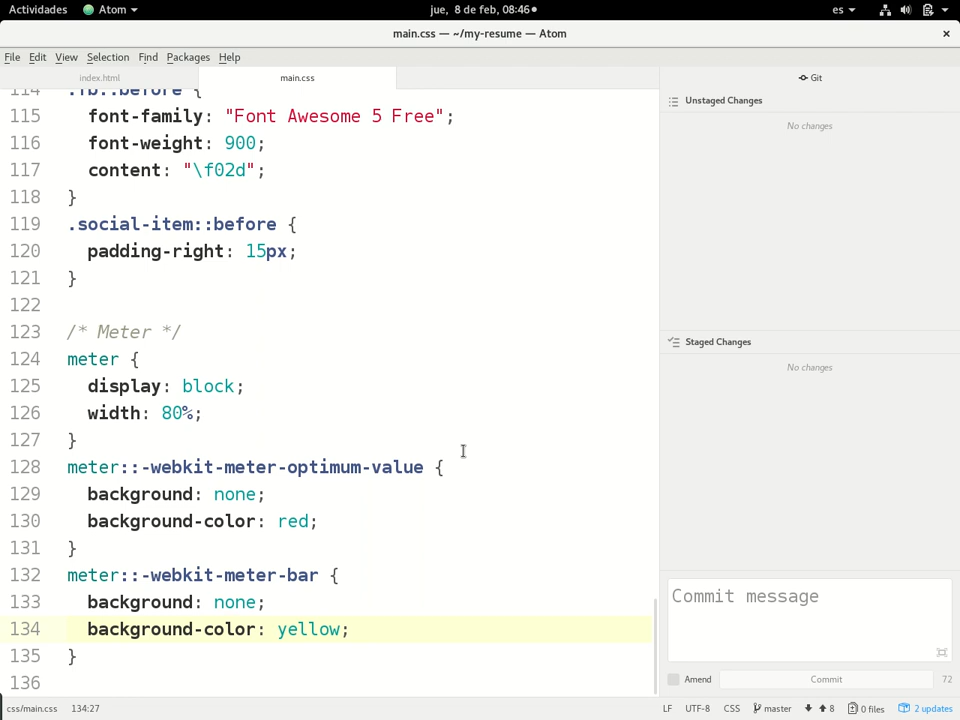 Actividades Atom jue, 8 de feb, 08:46 es
main.css — ~/my-resume — Atom
File Edit View Selection Find Packages Help
index.html main.css Git
114 .fb::before {
115 font-family: "Font Awesome 5 Free";
116 font-weight: 900;
117 content: "\f02d";
118 }
119 .social-item::before {
120 padding-right: 15px;
121 }
122
123 /* Meter */
124 meter {
125 display: block;
126 width: 80%;
127 }
128 meter::-webkit-meter-optimum-value {
129 background: none;
130 background-color: red;
131 }
132 meter::-webkit-meter-bar {
133 background: none;
134 background-color: yellow;
135 }
136
Unstaged Changes
No changes
Staged Changes
No changes
Commit message
Amend Commit 72
css/main.css 134:27 LF UTF-8 CSS master 8 0 files 2 updates